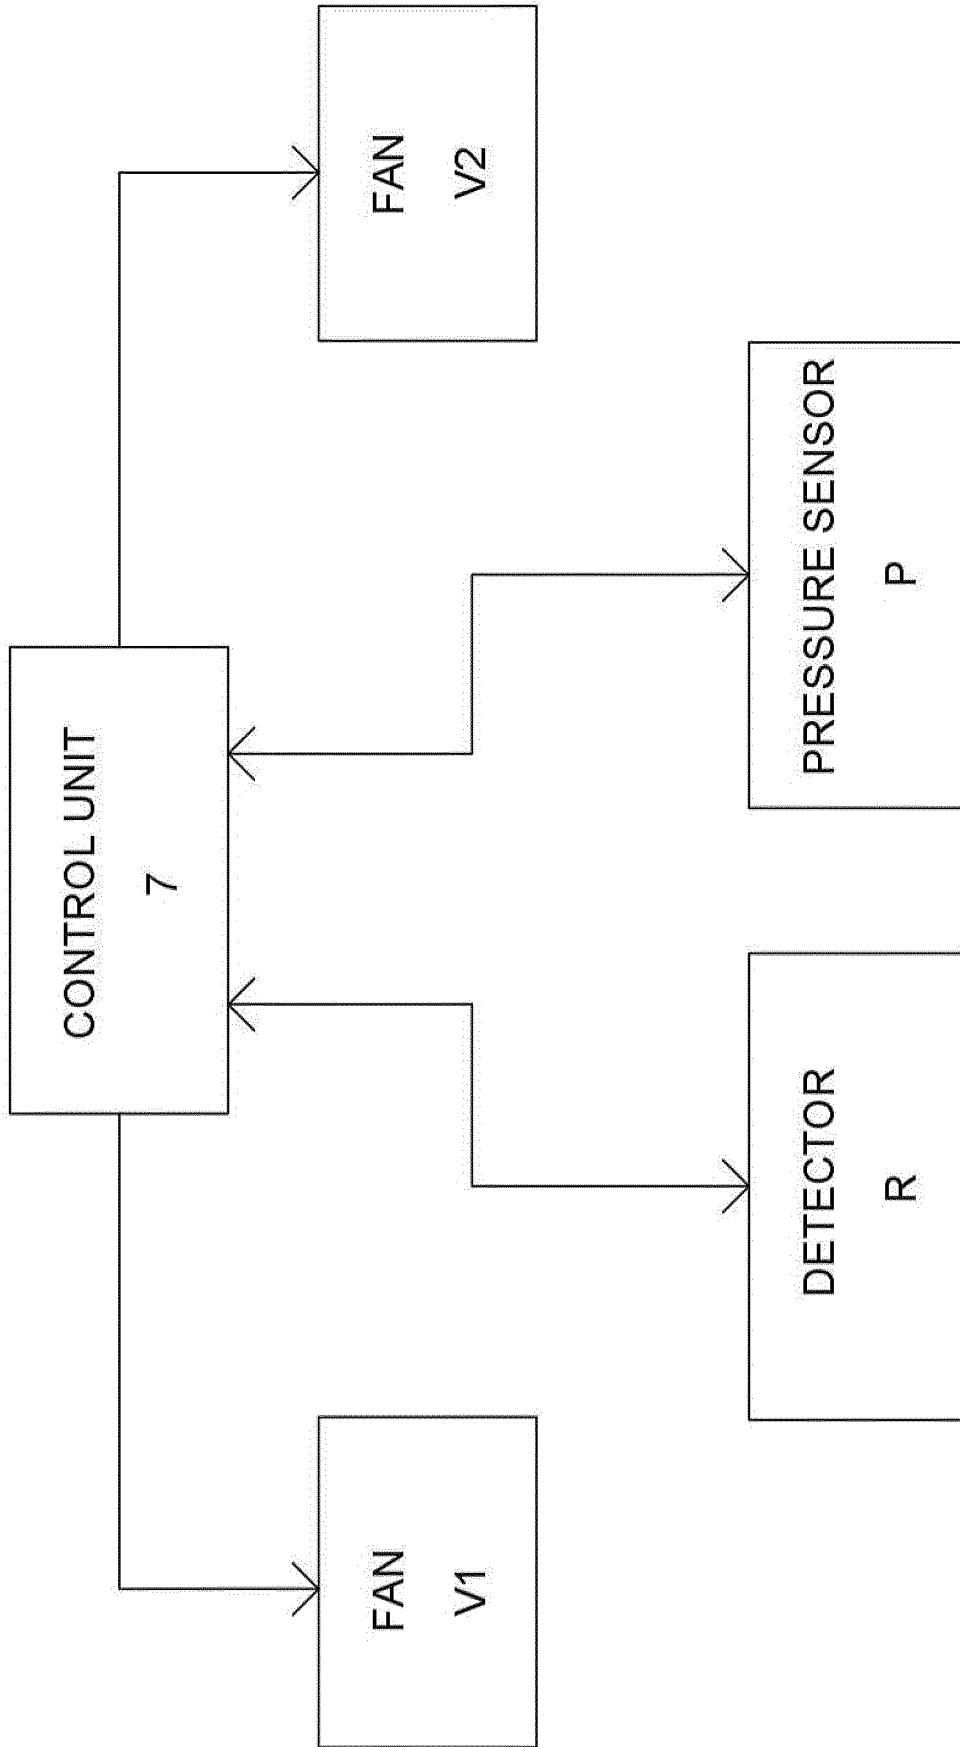 CONTROL UNIT
7
FAN
V1
FAN
V2
DETECTOR
R
PRESSURE SENSOR
P